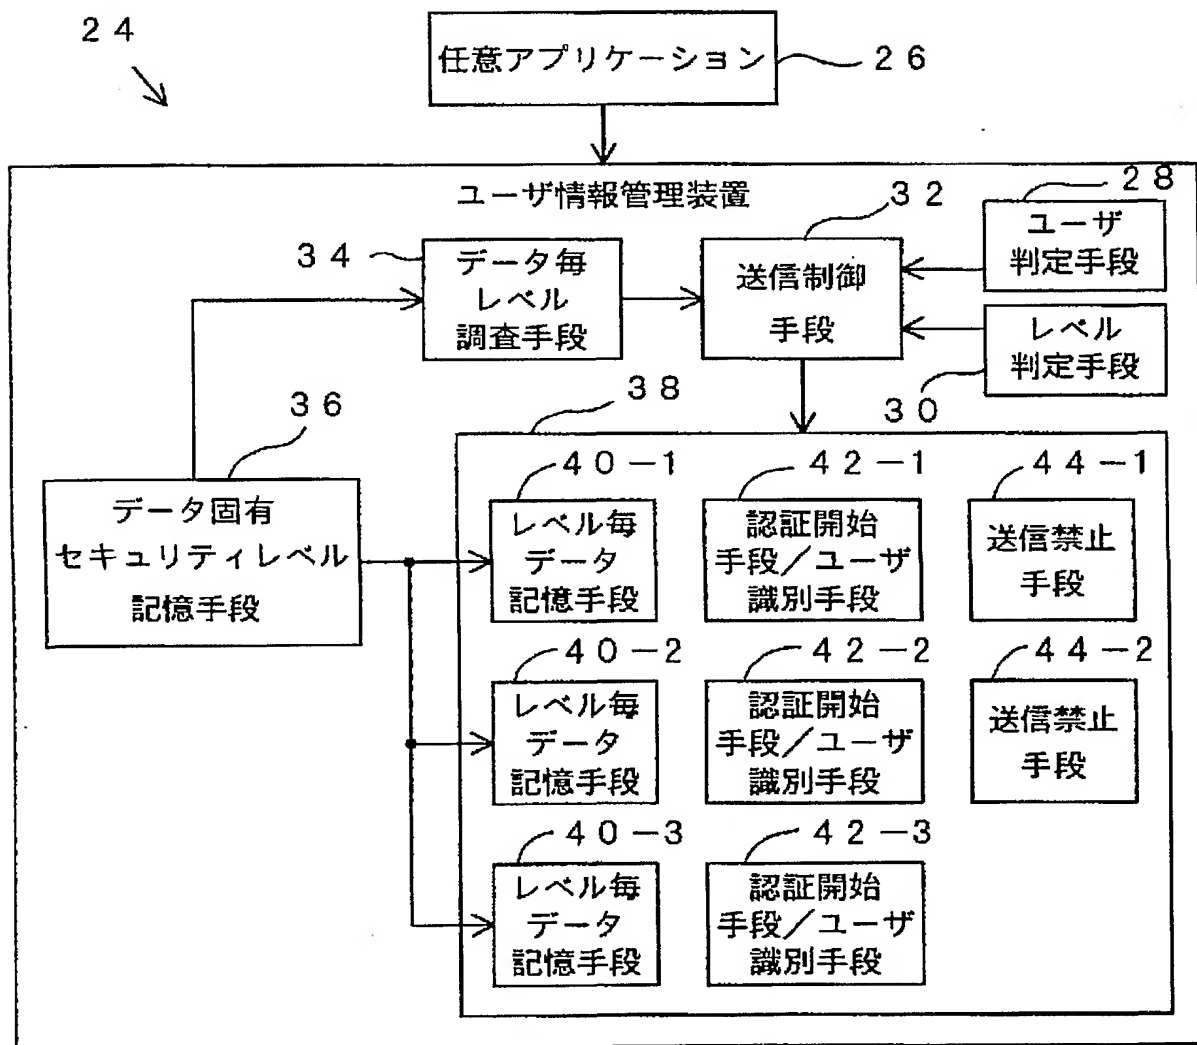 ２４
任意アプリケーション
２６
ユーザ情報管理装置
３２
２８
ユーザ
判定手段
３４
データ毎
レベル
調査手段
送信制御
手段
レベル
判定手段
３０
３６
３８
データ固有
セキュリティレベル
記憶手段
４０－１
４２－１
４４－１
レベル毎
データ
記憶手段
認証開始
手段／ユーザ
識別手段
送信禁止
手段
４０－２
４２－２
４４－２
レベル毎
データ
記憶手段
認証開始
手段／ユーザ
識別手段
送信禁止
手段
４０－３
４２－３
レベル毎
データ
記憶手段
認証開始
手段／ユーザ
識別手段